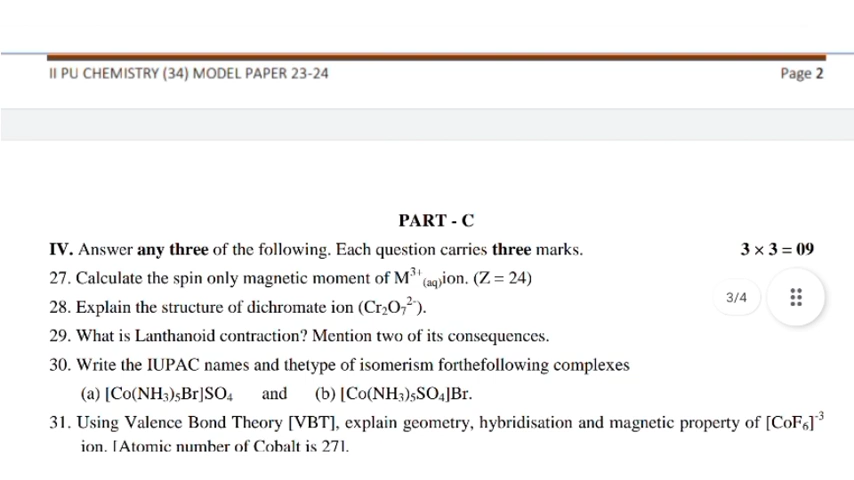 II PU CHEMISTRY (34) MODEL PAPER 23-24 Page 2
PART - C
IV. Answer any three of the following. Each question carries three marks. 3 × 3 = 09
27. Calculate the spin only magnetic moment of M³⁺(aq)ion. (Z = 24)
28. Explain the structure of dichromate ion (Cr₂O₇²⁻).
3/4
29. What is Lanthanoid contraction? Mention two of its consequences.
30. Write the IUPAC names and thetype of isomerism forthefollowing complexes
(a) [Co(NH₃)₅Br]SO₄ and (b) [Co(NH₃)₅SO₄]Br.
31. Using Valence Bond Theory [VBT], explain geometry, hybridisation and magnetic property of [CoF₆]⁻³
ion. [Atomic number of Cobalt is 27].